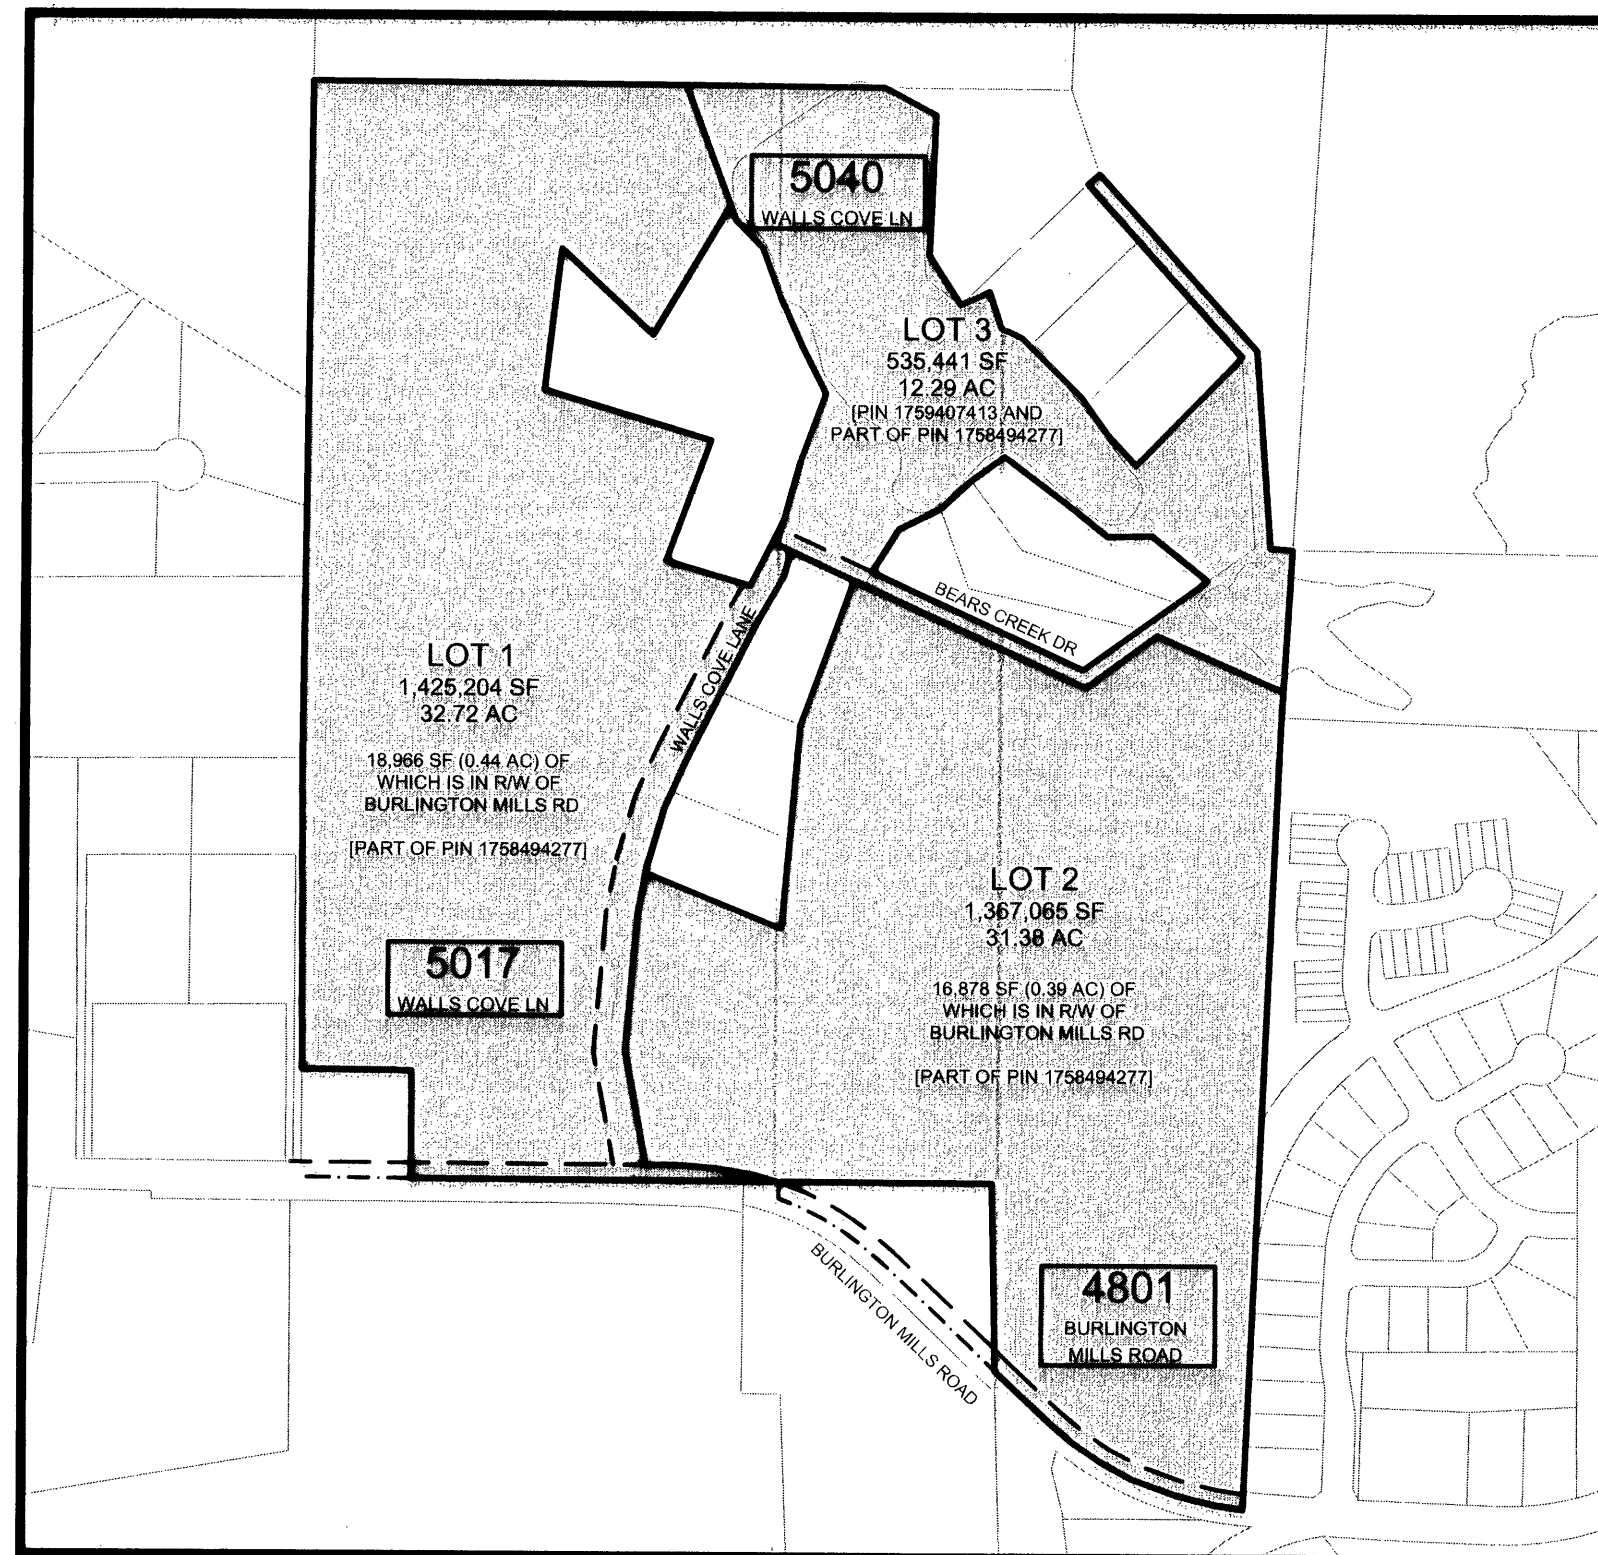 5040
WALLS COVE LN
LOT 3
535,441 SF
12.29 AC
[PIN 1759407413 AND
PART OF PIN 1758494277]
BEARS CREEK DR
WALLS COVE LANE
LOT 1
1,425,204 SF
32.72 AC
18,966 SF (0.44 AC) OF
WHICH IS IN R/W OF
BURLINGTON MILLS RD
[PART OF PIN 1758494277]
5017
WALLS COVE LN
LOT 2
1,367,065 SF
31.38 AC
16,878 SF (0.39 AC) OF
WHICH IS IN R/W OF
BURLINGTON MILLS RD
[PART OF PIN 1758494277]
BURLINGTON MILLS ROAD
4801
BURLINGTON
MILLS ROAD